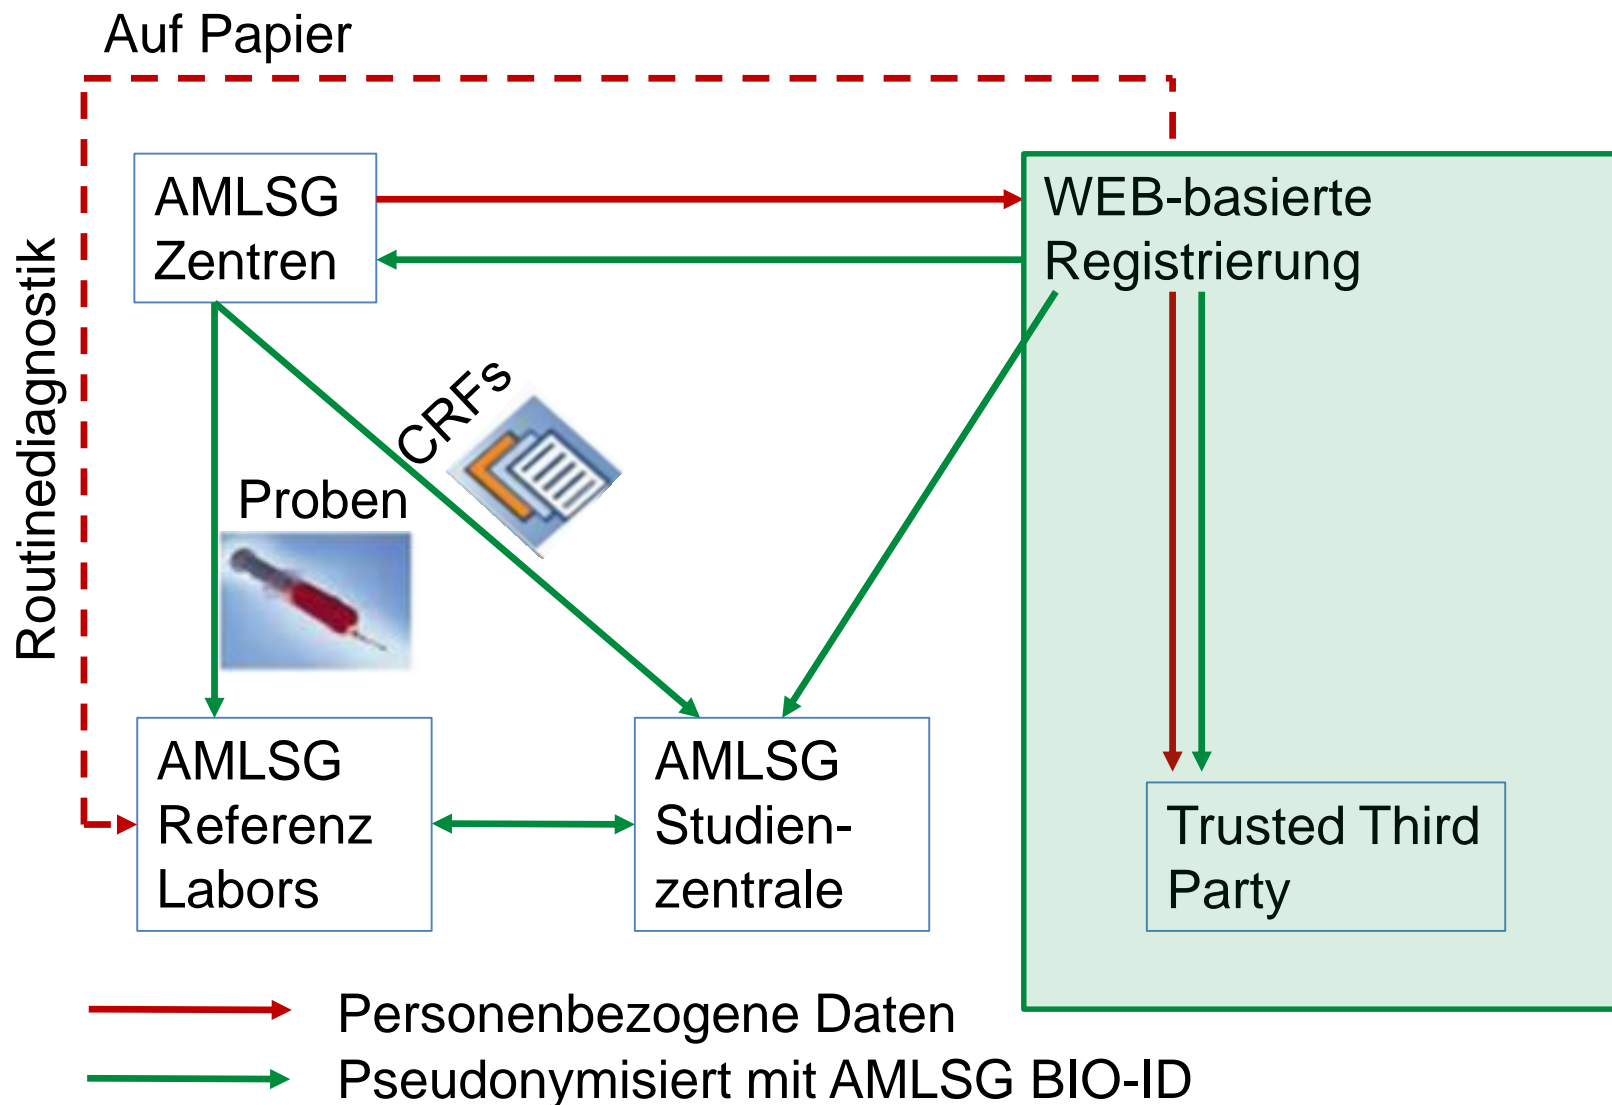 Auf Papier
Routinediagnostik
AMLSG
Zentren
WEB-basierte
Registrierung
CRFs
Proben
AMLSG
Referenz
Labors
AMLSG
Studien-
zentrale
Trusted Third
Party
Personenbezogene Daten
Pseudonymisiert mit AMLSG BIO-ID